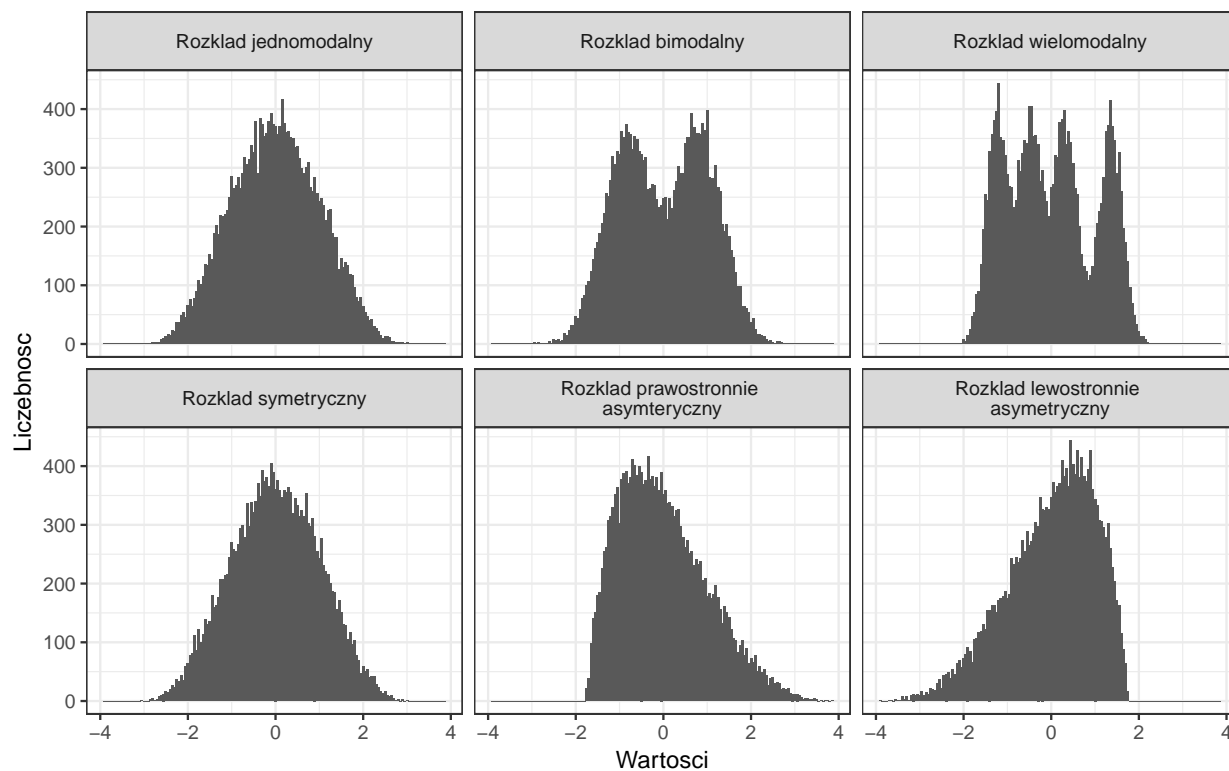 Rozklad jednomodalny
Rozklad bimodalny
Rozklad wielomodalny
400
300
200
100
0
Rozklad symetryczny
Rozklad prawostronnie
asymteryczny
Rozklad lewostronnie
asymetryczny
400
300
200
100
0
−4 −2 0 2 4
−4 −2 0 2 4
−4 −2 0 2 4
Wartosci
Liczebnosc